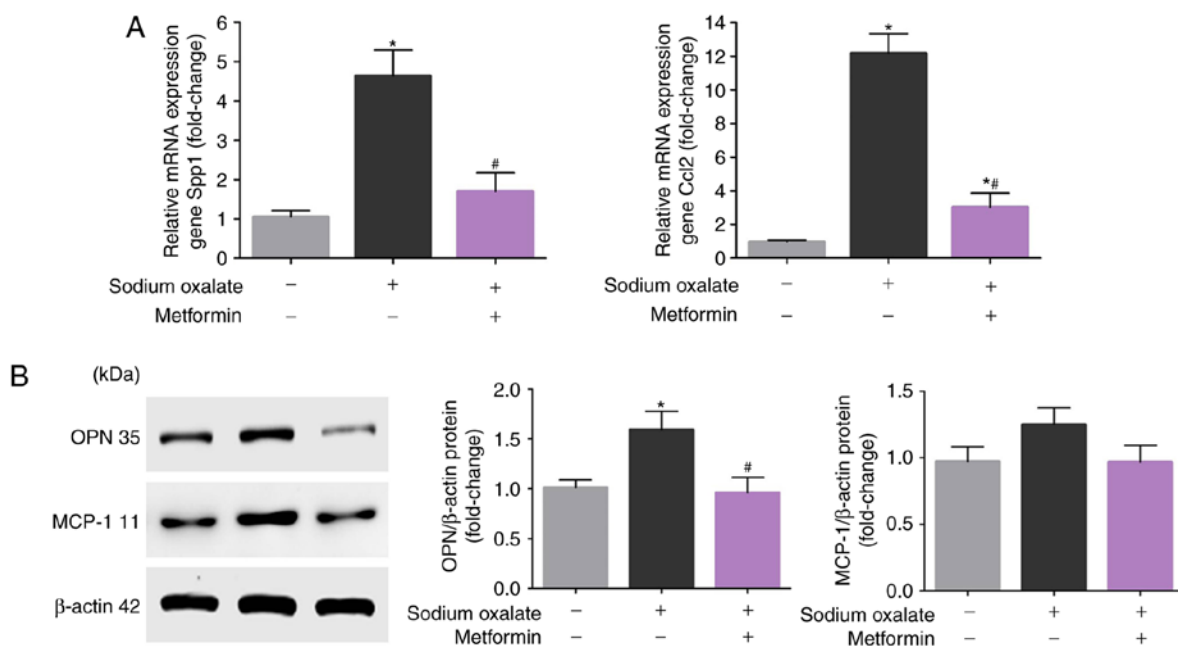 A
Relative mRNA expression
gene Spp1 (fold-change)
6
5
4
3
2
1
0
*
#
Sodium oxalate − + +
Metformin − − +
Relative mRNA expression
gene Ccl2 (fold-change)
14
12
10
8
6
4
2
0
*
*#
Sodium oxalate − + +
Metformin − − +
B
(kDa)
OPN 35
MCP-1 11
β-actin 42
OPN/β-actin protein
(fold-change)
2.0
1.5
1.0
0.5
0.0
*
#
Sodium oxalate − + +
Metformin − − +
MCP-1/β-actin protein
(fold-change)
1.5
1.0
0.5
0.0
Sodium oxalate − + +
Metformin − − +